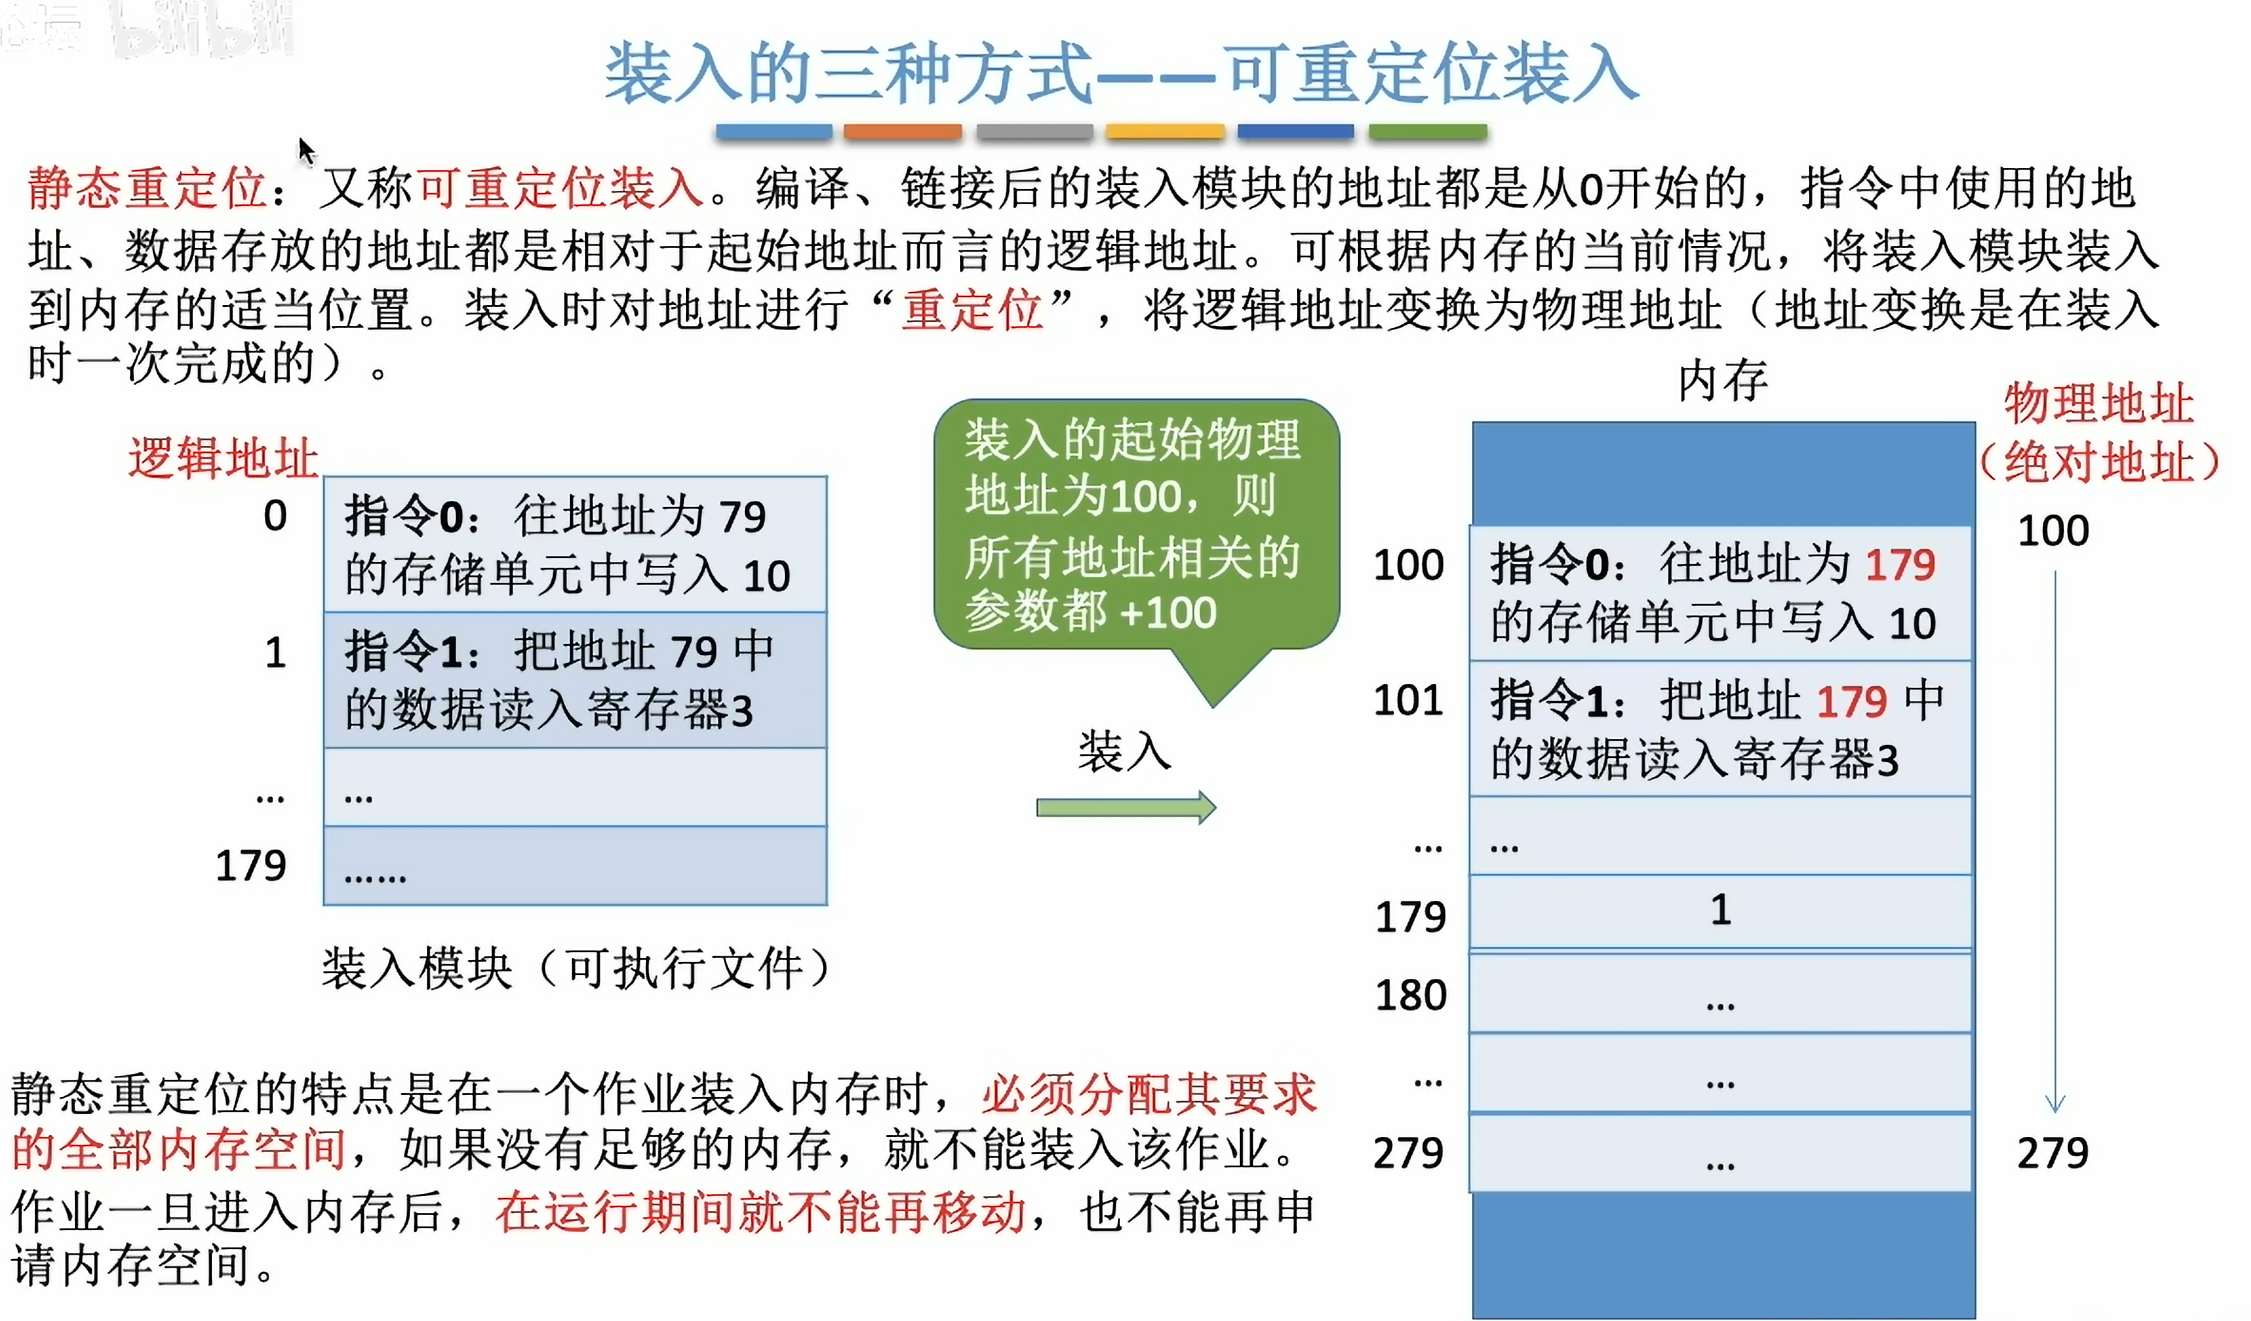 论坛 bilibili
装入的三种方式——可重定位装入
静态重定位：又称可重定位装入。编译、链接后的装入模块的地址都是从0开始的，指令中使用的地
址、数据存放的地址都是相对于起始地址而言的逻辑地址。可根据内存的当前情况，将装入模块装入
到内存的适当位置。装入时对地址进行“重定位”，将逻辑地址变换为物理地址（地址变换是在装入
时一次完成的）。
逻辑地址
0
指令0：往地址为 79
的存储单元中写入 10
1
指令1：把地址 79 中
的数据读入寄存器3
...
...
179
......
装入模块（可执行文件）
装入的起始物理
地址为100，则
所有地址相关的
参数都 +100
装入
内存
物理地址
（绝对地址）
100
279
100
指令0：往地址为 179
的存储单元中写入 10
101
指令1：把地址 179 中
的数据读入寄存器3
...
...
179
1
180
...
...
...
279
...
静态重定位的特点是在一个作业装入内存时，必须分配其要求
的全部内存空间，如果没有足够的内存，就不能装入该作业。
作业一旦进入内存后，在运行期间就不能再移动，也不能再申
请内存空间。